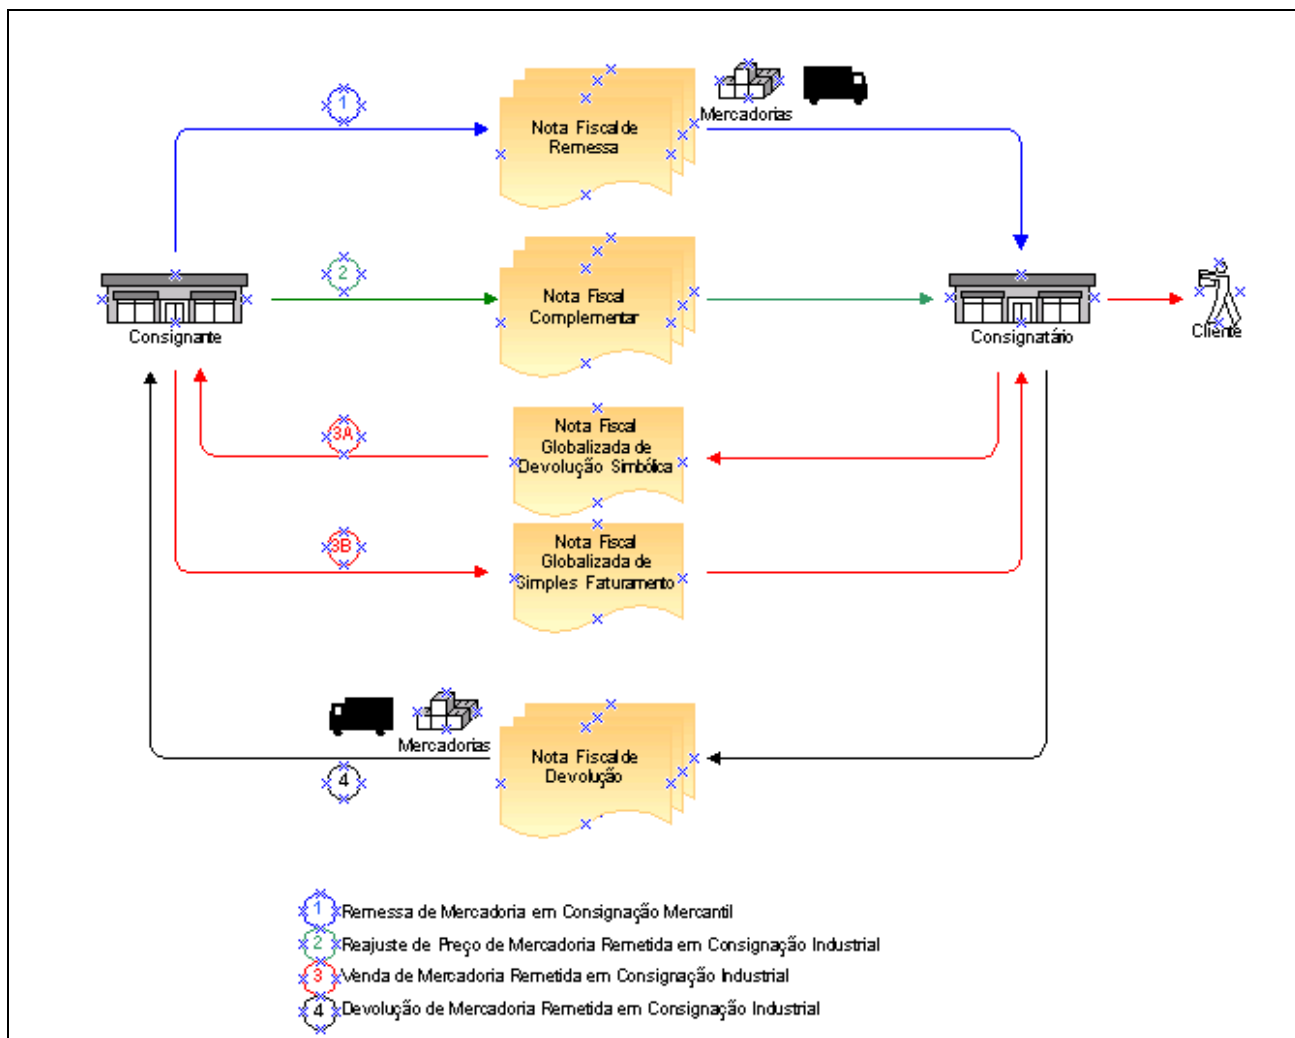 1
Nota Fiscal de
Remessa
Mercadorias
2
Nota Fiscal
Complementar
Consignante
Consignatário
Cliente
3A
Nota Fiscal
Globalizada de
Devolução Simbólica
3B
Nota Fiscal
Globalizada de
Simples Faturamento
Mercadorias
4
Nota Fiscal de
Devolução
1 Remessa de Mercadoria em Consignação Mercantil
2 Reajuste de Preço de Mercadoria Remetida em Consignação Industrial
3 Venda de Mercadoria Remetida em Consignação Industrial
4 Devolução de Mercadoria Remetida em Consignação Industrial